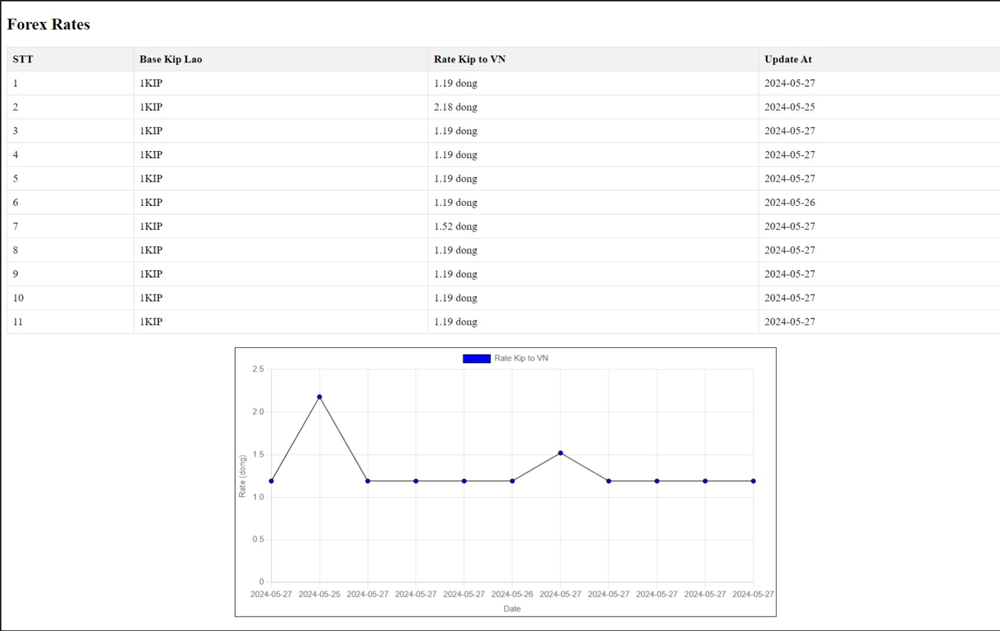 Forex Rates
STT Base Kip Lao Rate Kip to VN Update At
1 1KIP 1.19 dong 2024-05-27
2 1KIP 2.18 dong 2024-05-25
3 1KIP 1.19 dong 2024-05-27
4 1KIP 1.19 dong 2024-05-27
5 1KIP 1.19 dong 2024-05-27
6 1KIP 1.19 dong 2024-05-26
7 1KIP 1.52 dong 2024-05-27
8 1KIP 1.19 dong 2024-05-27
9 1KIP 1.19 dong 2024-05-27
10 1KIP 1.19 dong 2024-05-27
11 1KIP 1.19 dong 2024-05-27
Rate Kip to VN
2.5
2.0
1.5
Rate (dong)
1.0
0.5
0
2024-05-27 2024-05-25 2024-05-27 2024-05-27 2024-05-27 2024-05-26 2024-05-27 2024-05-27 2024-05-27 2024-05-27 2024-05-27
Date